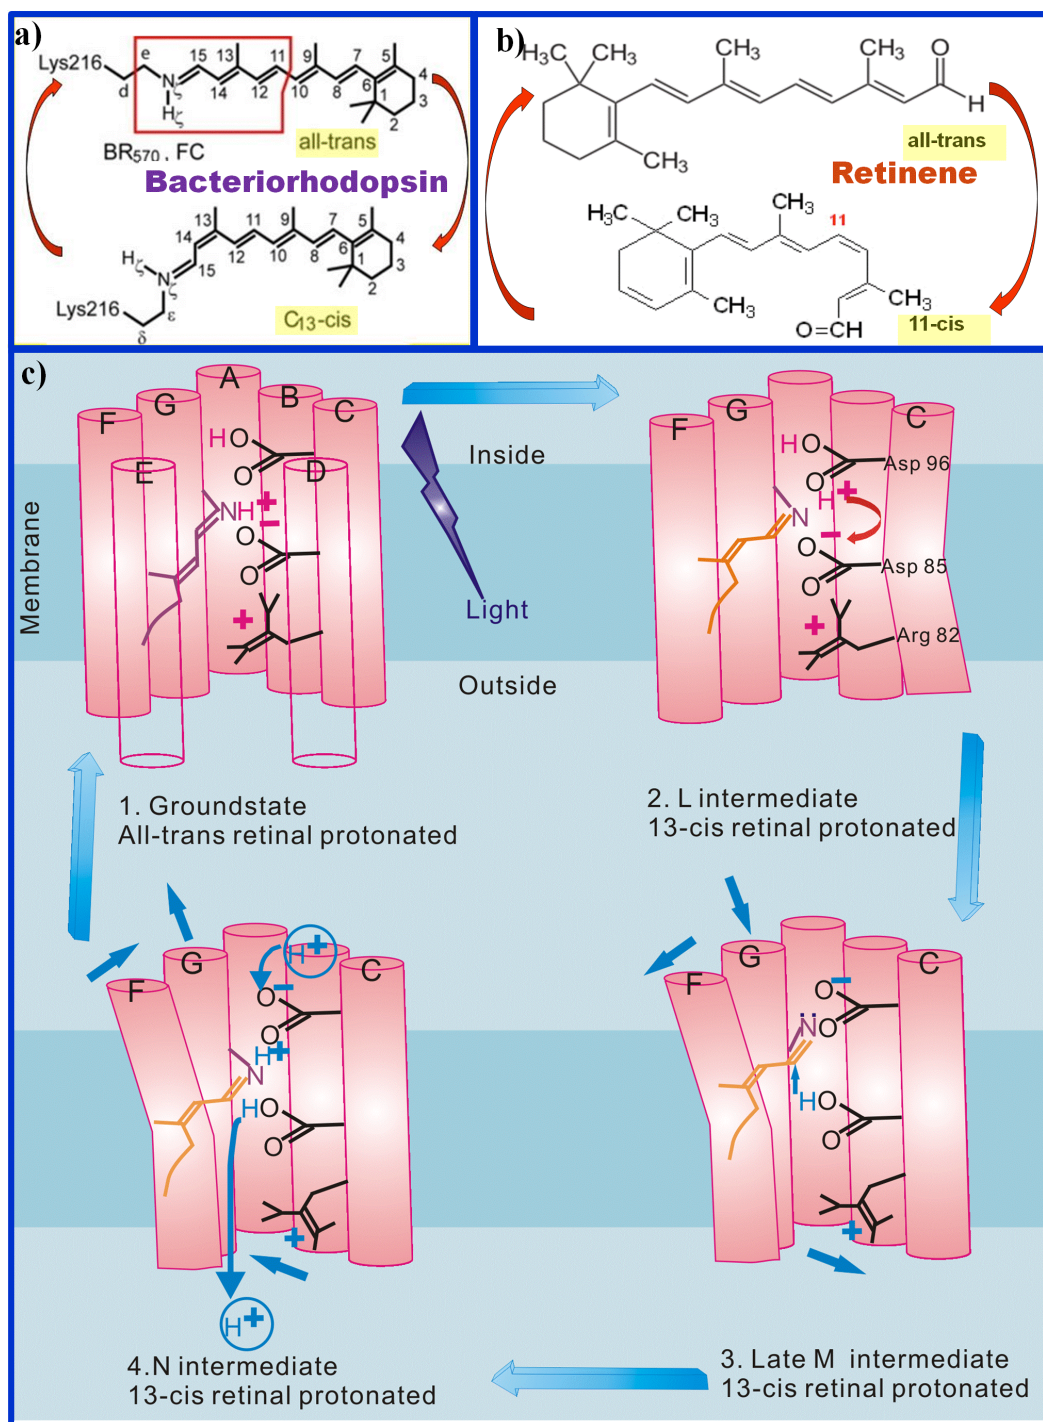 a)
Lys216
e
d
N
ζ
H
ζ
15
14
13
12
11
10
9
8
7
6
5
4
3
2
1
BR570 , FC
all-trans
Bacteriorhodopsin
13
14
15
12
11
10
9
8
7
6
5
4
3
2
1
Hζ
N
ζ
Lys216
ε
δ
C13-cis
b)
H3C
CH3
CH3
CH3
O
H
CH3
all-trans
Retinene
H3C
CH3
CH3
11
CH3
CH3
O=CH
11-cis
c)
A
B
C
D
E
F
G
HO
O
NH
+
−
O
O
+
Membrane
Inside
Light
Outside
F
G
C
HO
O
Asp 96
H
+
N
−
O
O
Asp 85
+
Arg 82
1. Groundstate
All-trans retinal protonated
2. L intermediate
13-cis retinal protonated
F
G
C
H+
O
−
O
H+
N
HO
O
+
H+
F
G
C
O
−
O
N̈
HO
O
+
4.N intermediate
13-cis retinal protonated
3. Late M intermediate
13-cis retinal protonated